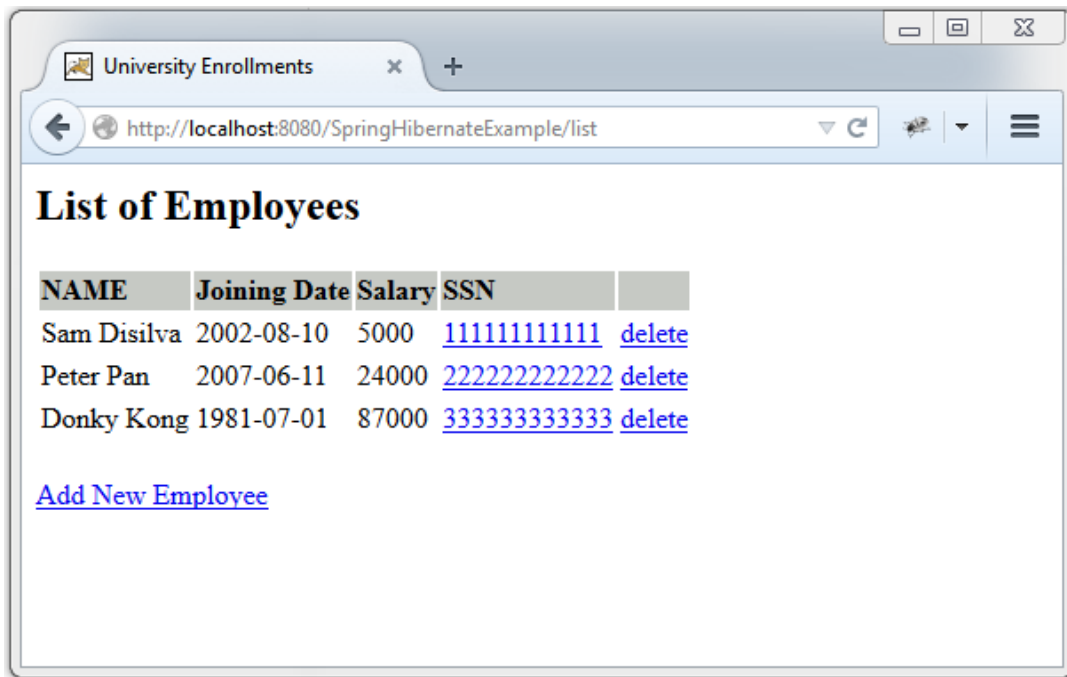 University Enrollments
http://localhost:8080/SpringHibernateExample/list
List of Employees
NAME Joining Date Salary SSN
Sam Disilva 2002-08-10 5000 111111111111 delete
Peter Pan 2007-06-11 24000 222222222222 delete
Donky Kong 1981-07-01 87000 333333333333 delete
Add New Employee